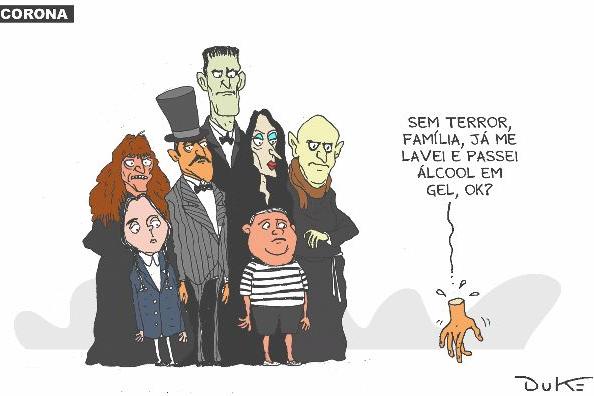 CORONA
SEM TERROR,
FAMÍLIA, JÁ ME
LAVEI E PASSEI
ÁLCOOL EM
GEL, OK?
DUKE